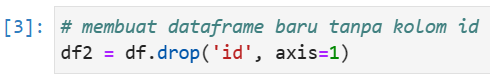 [3]: # membuat dataframe baru tanpa kolom id
df2 = df.drop('id', axis=1)